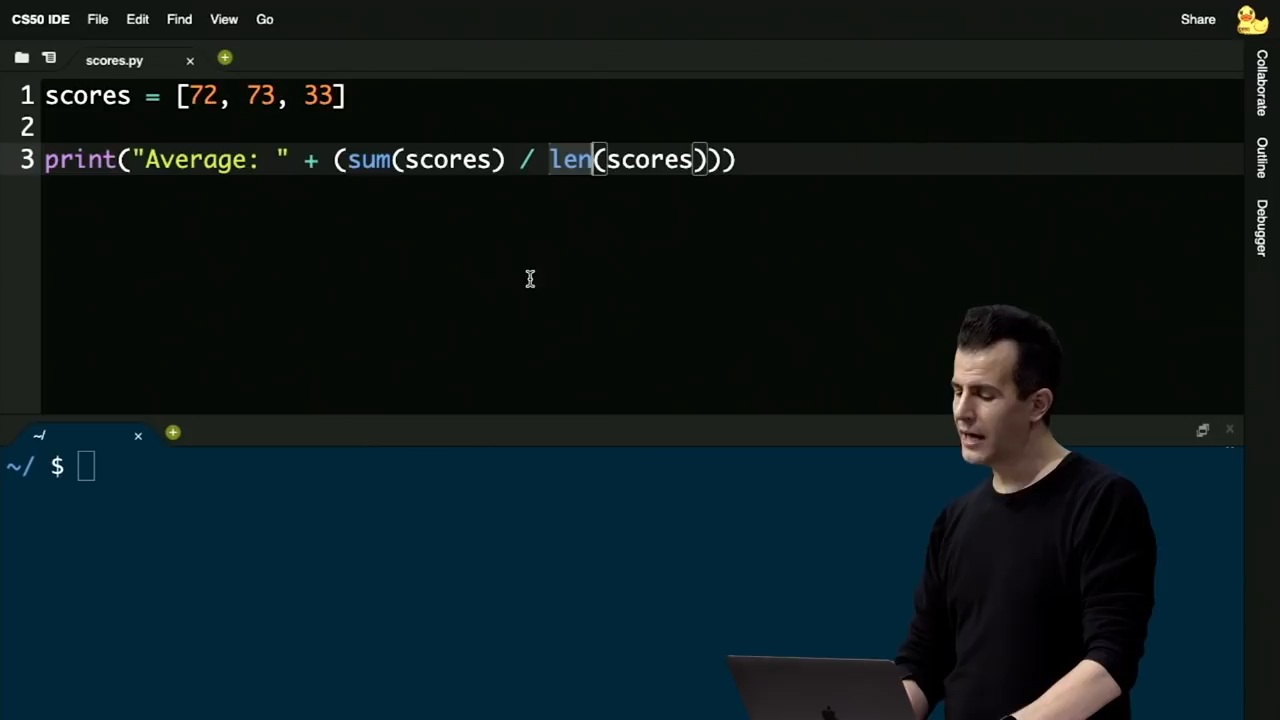 CS50 IDE File Edit Find View Go Share
scores.py
1 scores = [72, 73, 33]
2
3 print("Average: " + (sum(scores) / len(scores)))
Collaborate
Outline
Debugger
~/
~/ $